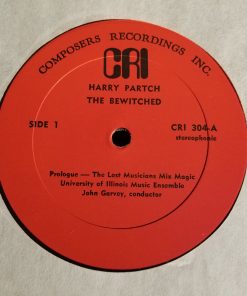 COMPOSERS RECORDINGS INC.
CRI
HARRY PARTCH
THE BEWITCHED
SIDE 1
CRI 304-A
stereophonic
Prologue — The Lost Musicians Mix Magic
University of Illinois Music Ensemble
John Garvey, conductor